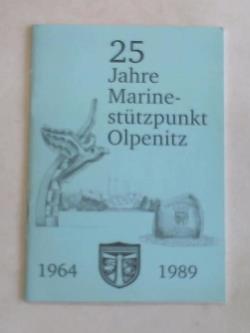 25
Jahre
Marine-
stützpunkt
Olpenitz
1964 1989